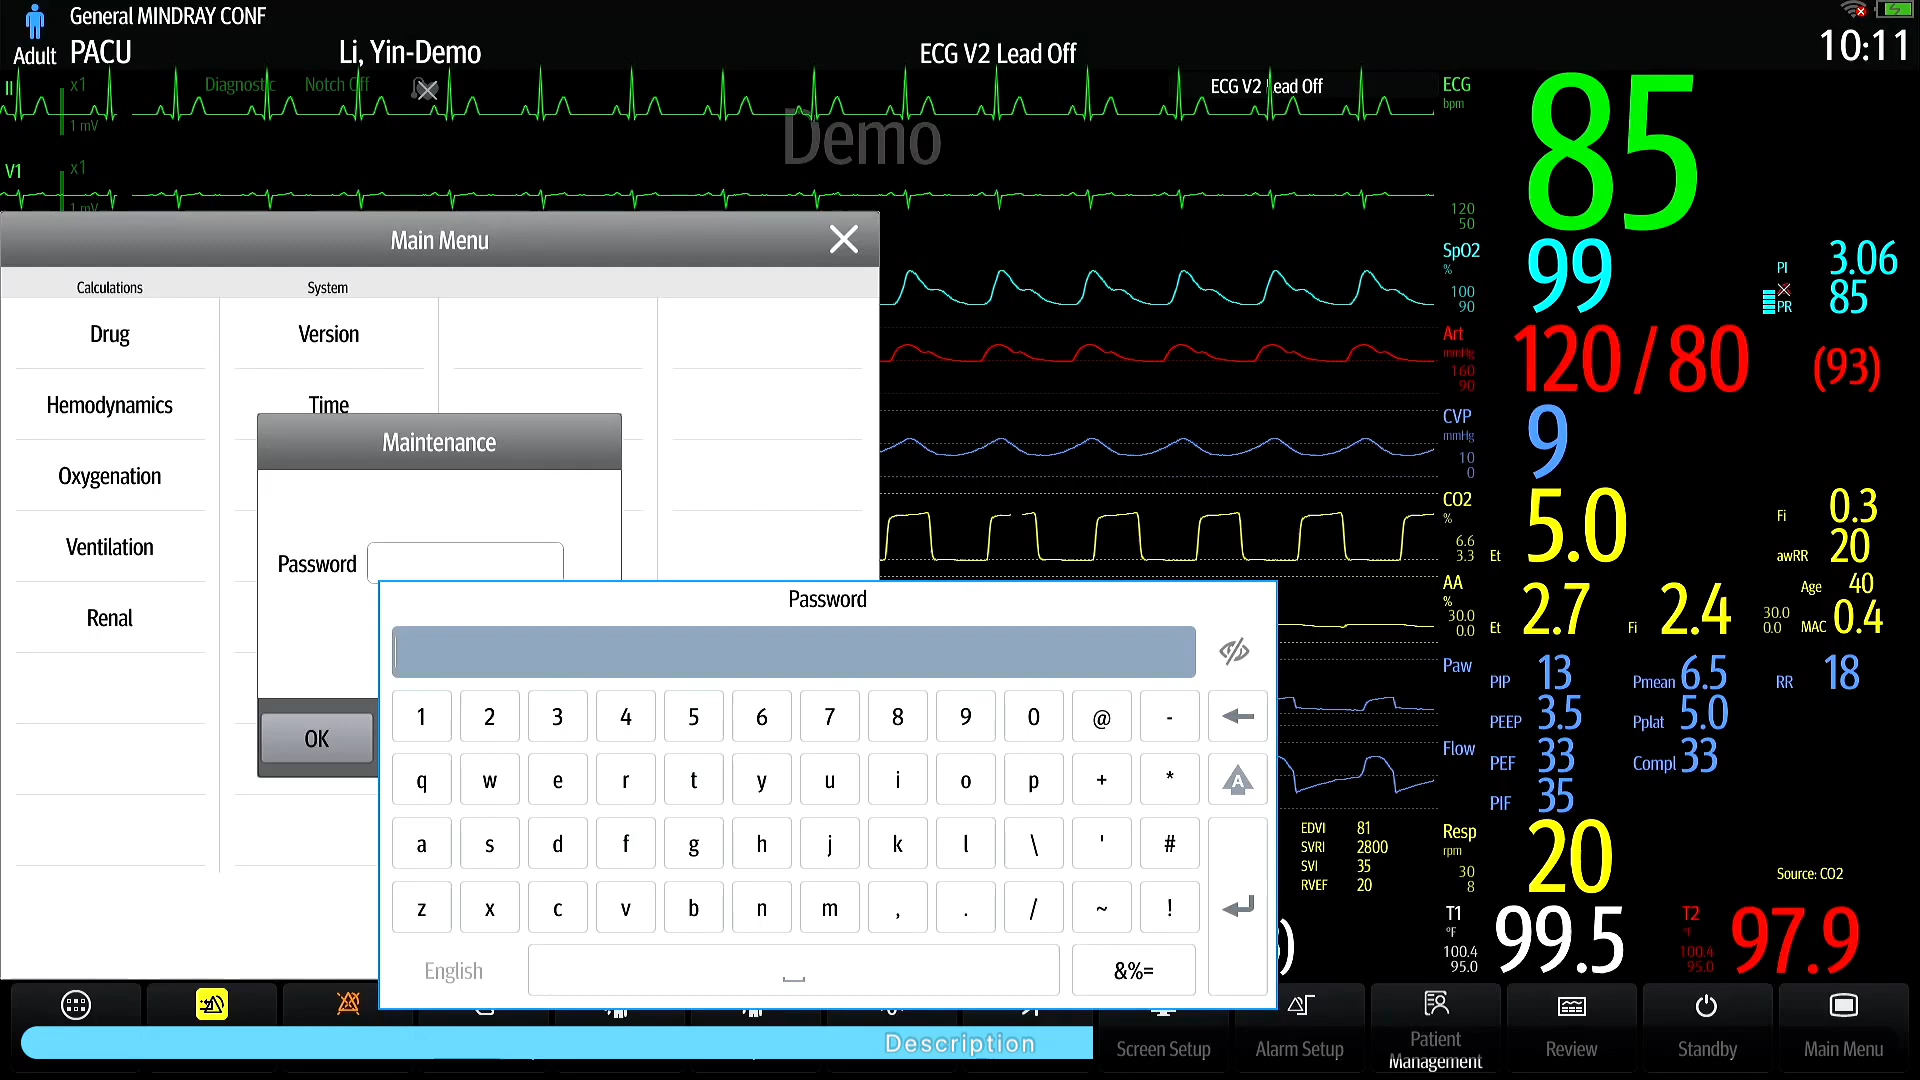 General MINDRAY CONF
Adult PACU Li, Yin-Demo ECG V2 Lead Off 10:11
II x1 Diagnostic Notch Off ECG V2 Lead Off
1 mV
Demo
V1 x1
1 mV
ECG
bpm
85
120
50
SpO2
%
100
90
99
PI 3.06
PR 85
Art
mmHg
160
90
120/80 (93)
CVP
mmHg
10
0
9
CO2
%
6.6
3.3
Et 5.0
Fi 0.3
awRR 20
AA
%
30.0
0.0
Et 2.7
Fi 2.4
Age 40
30.0
0.0
MAC 0.4
Paw
PIP 13
Pmean 6.5
RR 18
PEEP 3.5
Pplat 5.0
Flow
PEF 33
Compl 33
PIF 35
EDVI 81
SVRI 2800
SVI 35
RVEF 20
Resp
rpm
30
8
20
Source: CO2
T1
°F
100.4
95.0
99.5
T2
°F
100.4
95.0
97.9
Main Menu
Calculations System
Drug Version
Hemodynamics Time
Oxygenation
Ventilation
Renal
Maintenance
Password
OK
Password
1 2 3 4 5 6 7 8 9 0 @ -
q w e r t y u i o p + *
A
a s d f g h j k l \ ' #
z x c v b n m , . / ~ !
English &%=
)
Description
Screen Setup
Alarm Setup
Patient
Management
Review
Standby
Main Menu